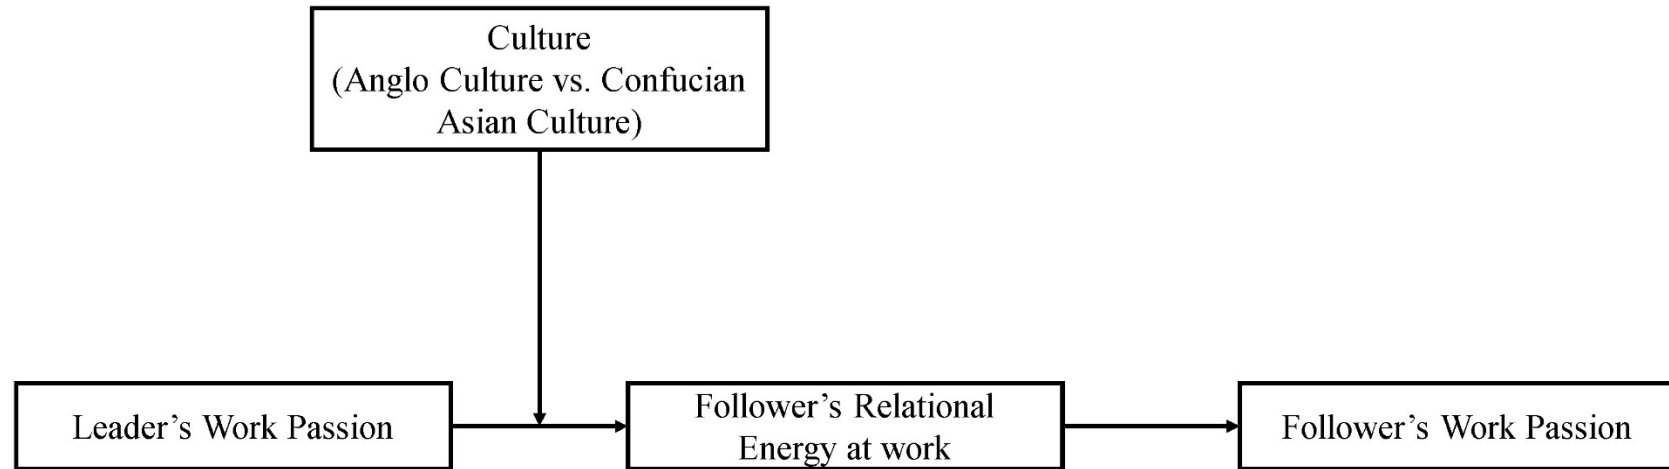 Culture
(Anglo Culture vs. Confucian
Asian Culture)
Leader’s Work Passion
Follower’s Relational
Energy at work
Follower’s Work Passion